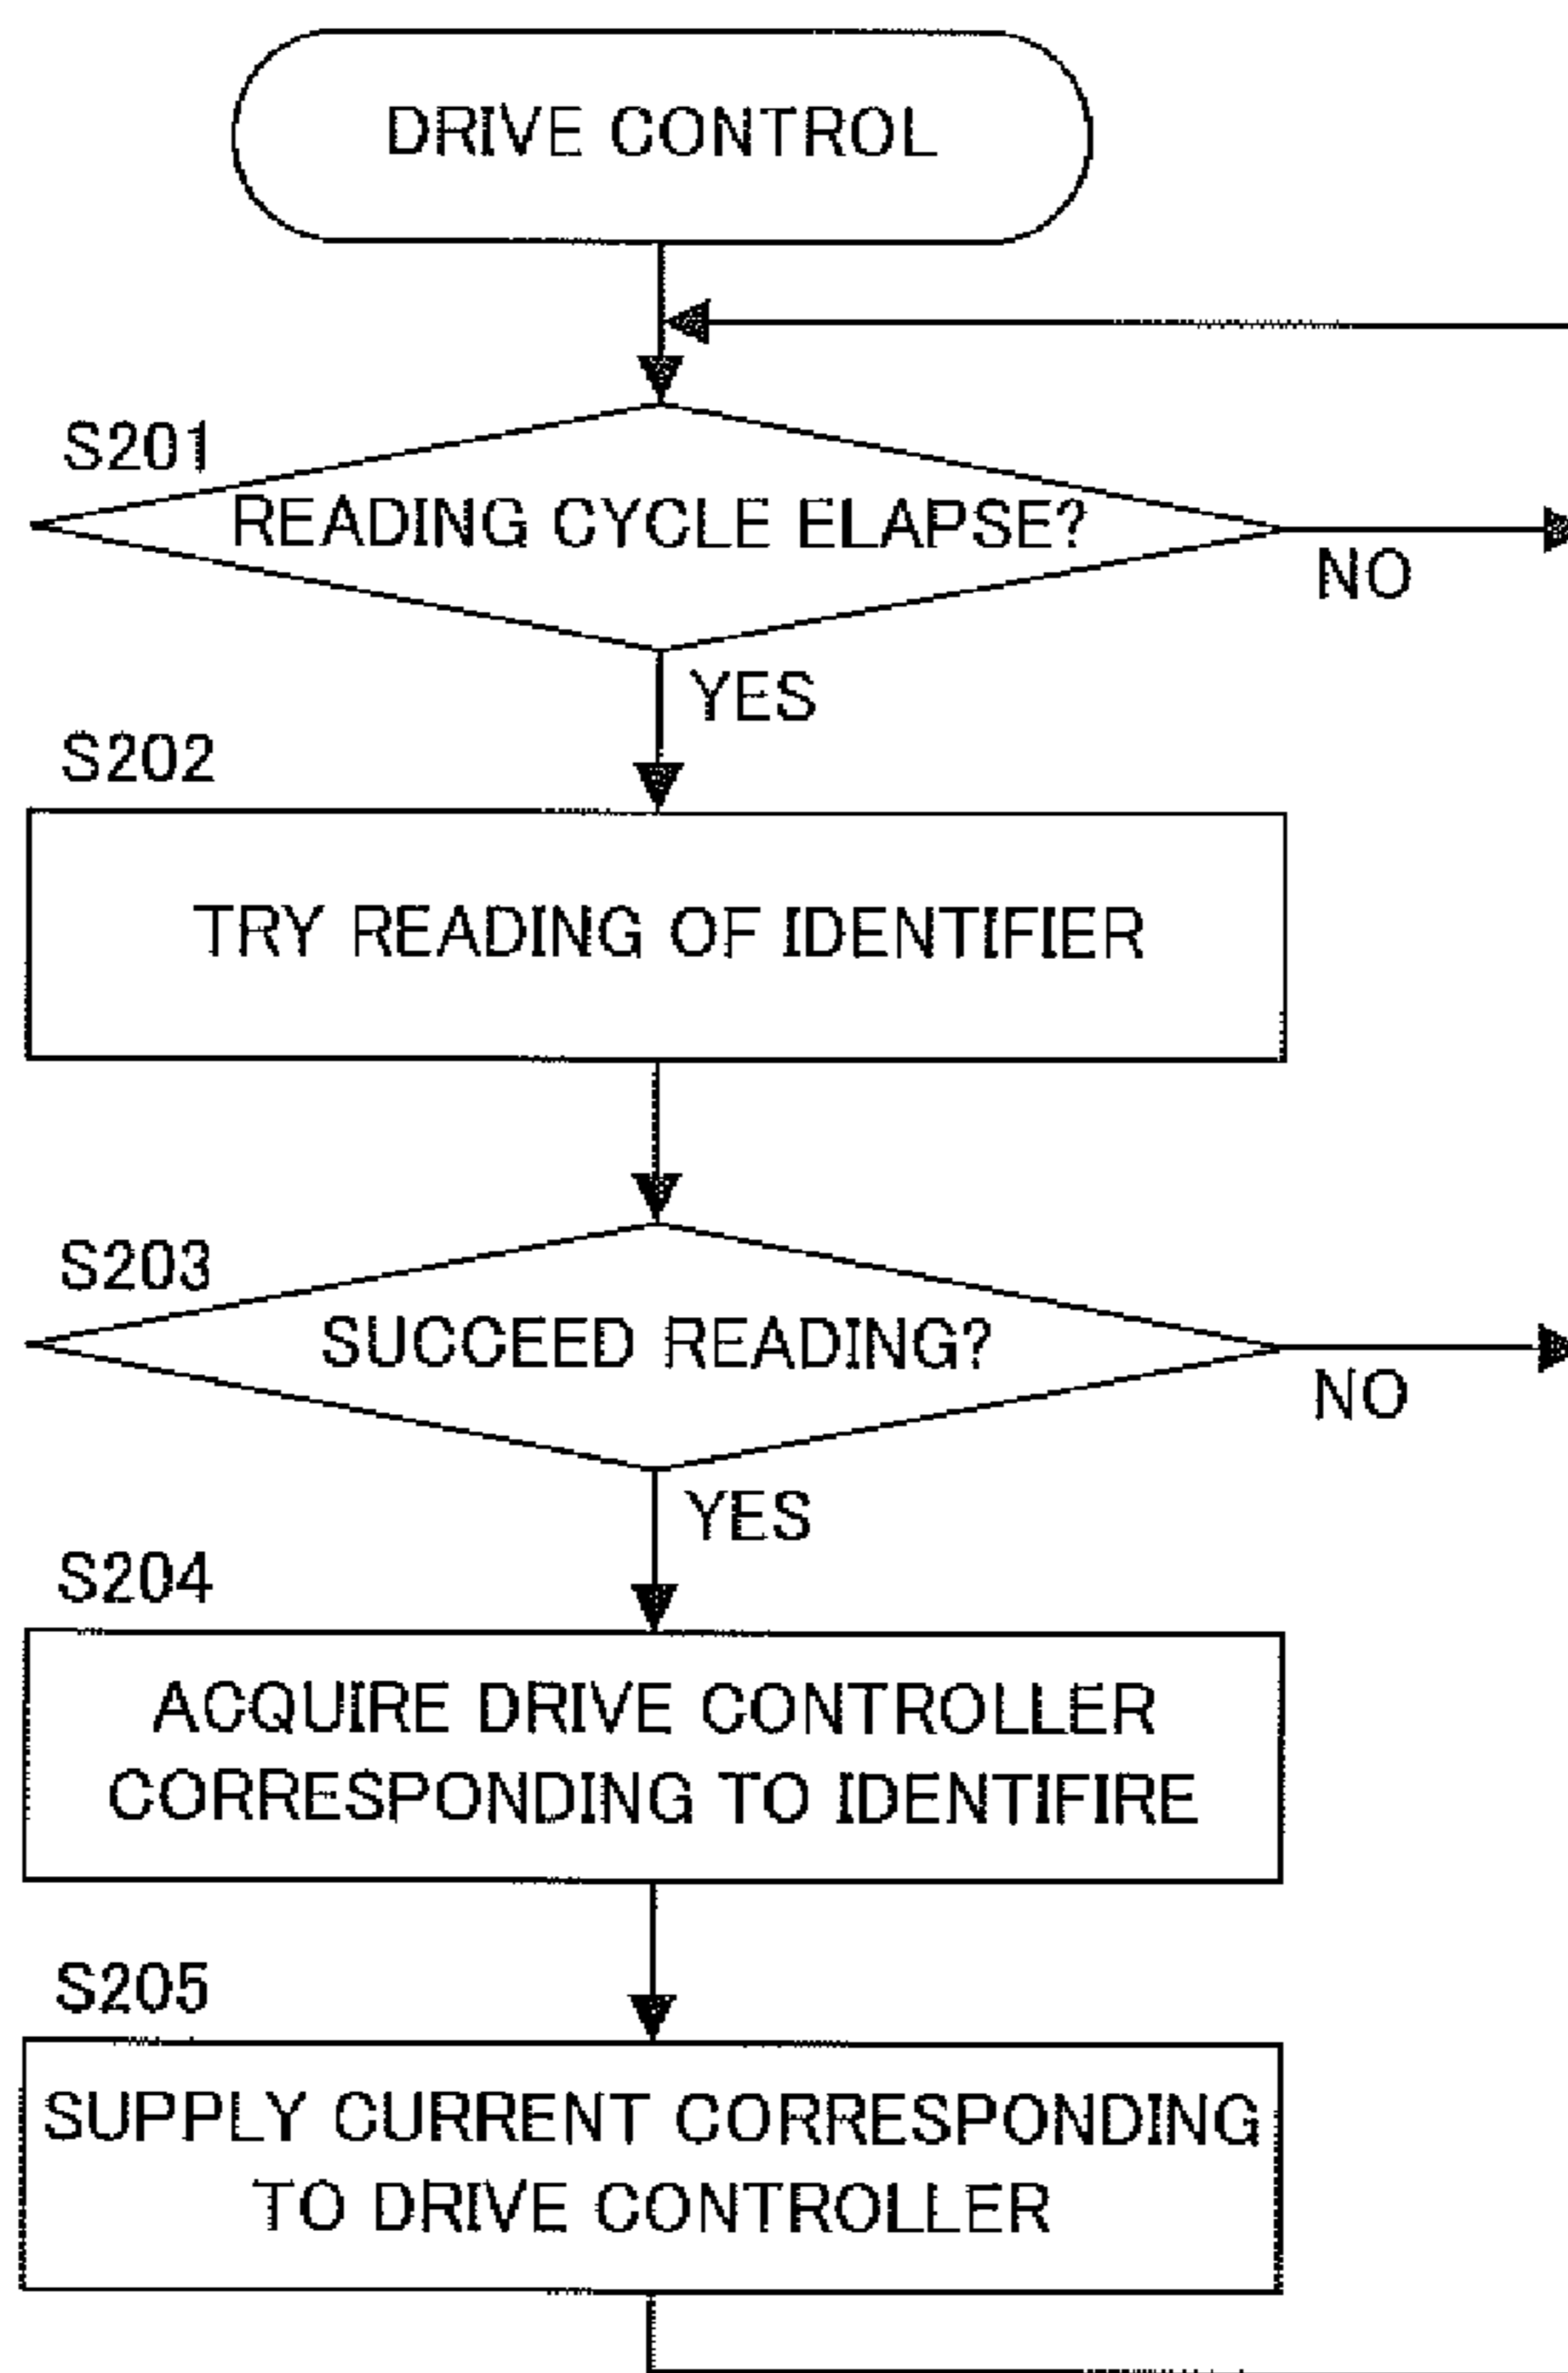 DRIVE CONTROL
S201
READING CYCLE ELAPSE?
NO
YES
S202
TRY READING OF IDENTIFIER
S203
SUCCEED READING?
NO
YES
S204
ACQUIRE DRIVE CONTROLLER
CORRESPONDING TO IDENTIFIRE
S205
SUPPLY CURRENT CORRESPONDING
TO DRIVE CONTROLLER